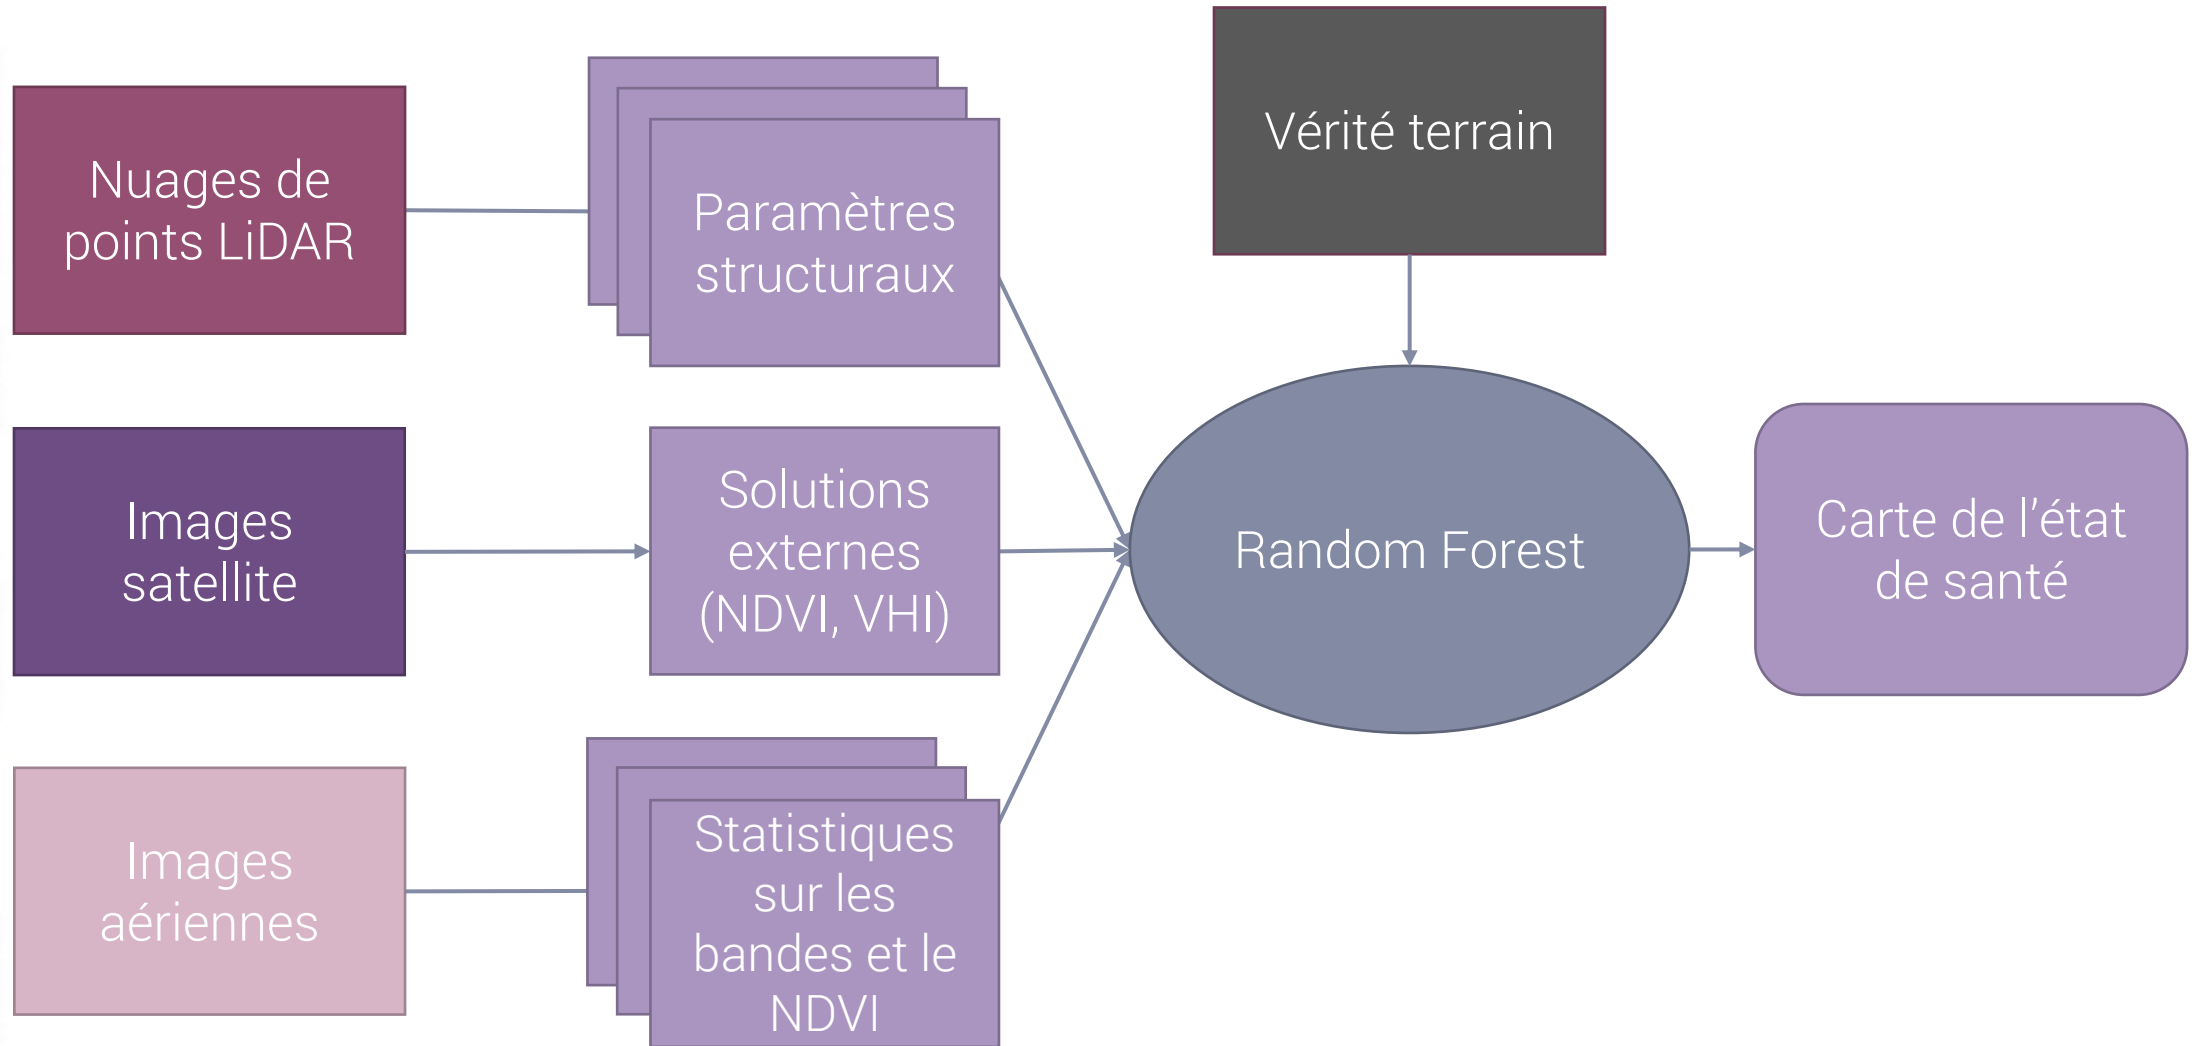 Nuages de
points LiDAR
Paramètres
structuraux
Vérité terrain
Images
satellite
Solutions
externes
(NDVI, VHI)
Random Forest
Carte de l'état
de santé
Images
aériennes
Statistiques
sur les
bandes et le
NDVI